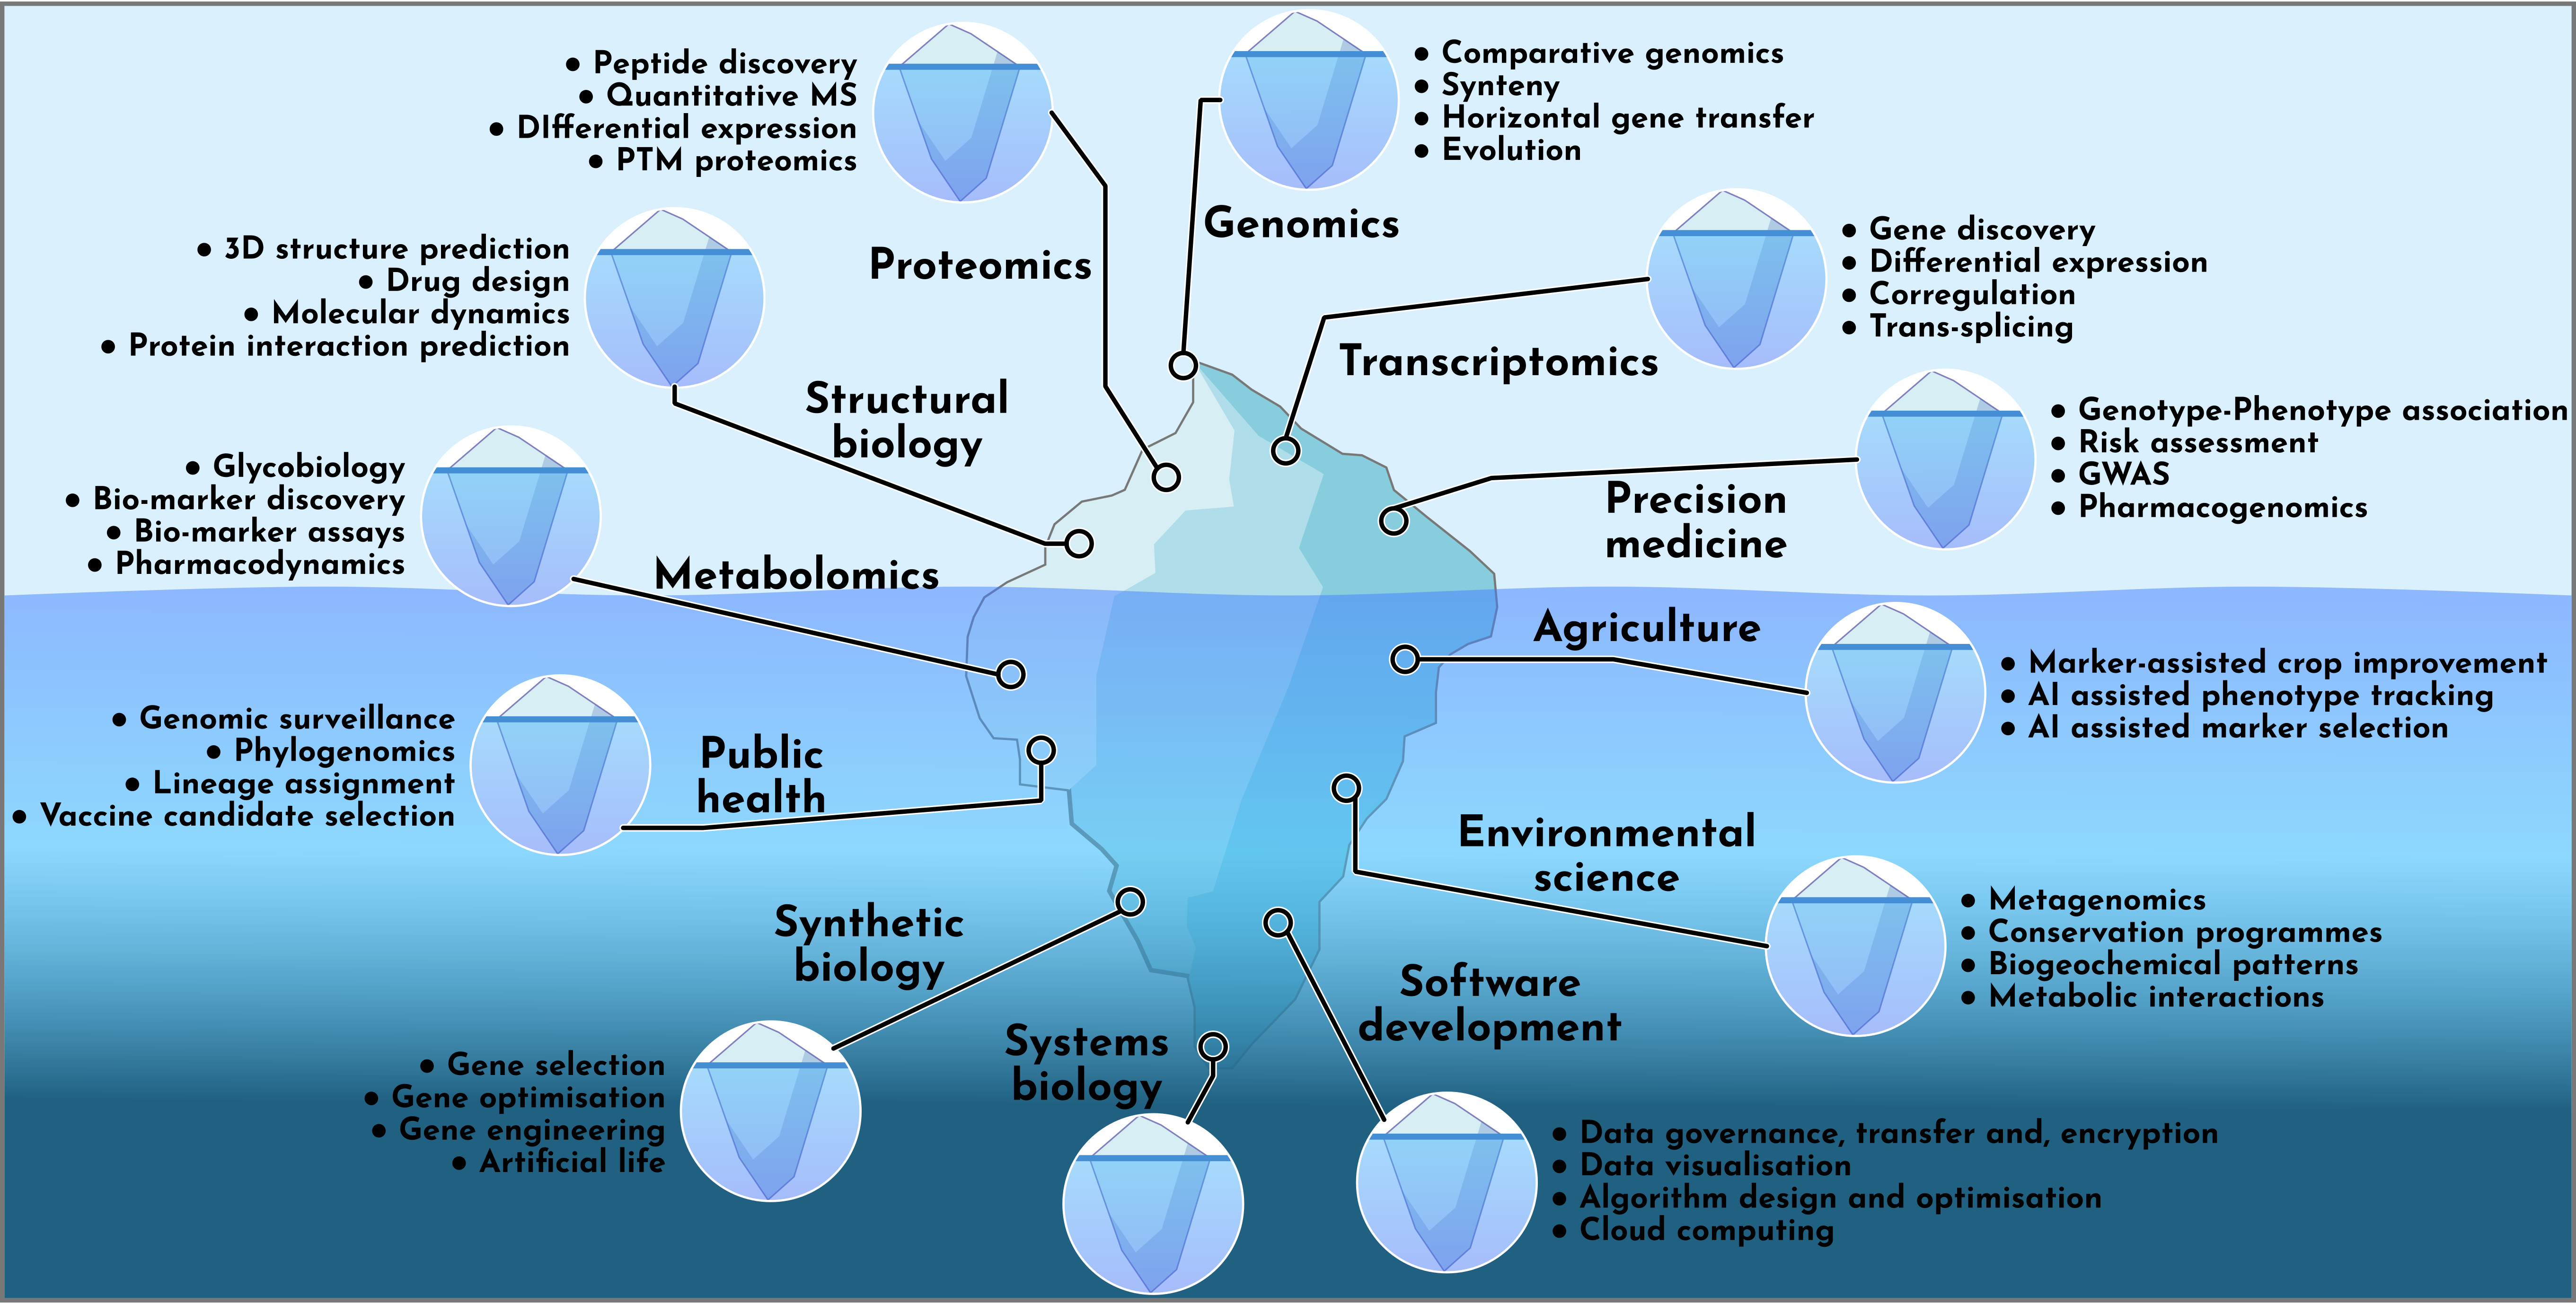 Proteomics
● Peptide discovery
● Quantitative MS
● DIfferential expression
● PTM proteomics
Genomics
● Comparative genomics
● Synteny
● Horizontal gene transfer
● Evolution
Structural
biology
● 3D structure prediction
● Drug design
● Molecular dynamics
● Protein interaction prediction
Transcriptomics
● Gene discovery
● Differential expression
● Corregulation
● Trans-splicing
Metabolomics
● Glycobiology
● Bio-marker discovery
● Bio-marker assays
● Pharmacodynamics
Precision
medicine
● Genotype-Phenotype association
● Risk assessment
● GWAS
● Pharmacogenomics
Public
health
● Genomic surveillance
● Phylogenomics
● Lineage assignment
● Vaccine candidate selection
Agriculture
● Marker-assisted crop improvement
● AI assisted phenotype tracking
● AI assisted marker selection
Synthetic
biology
● Gene selection
● Gene optimisation
● Gene engineering
● Artificial life
Environmental
science
● Metagenomics
● Conservation programmes
● Biogeochemical patterns
● Metabolic interactions
Systems
biology
Software
development
● Data governance, transfer and, encryption
● Data visualisation
● Algorithm design and optimisation
● Cloud computing